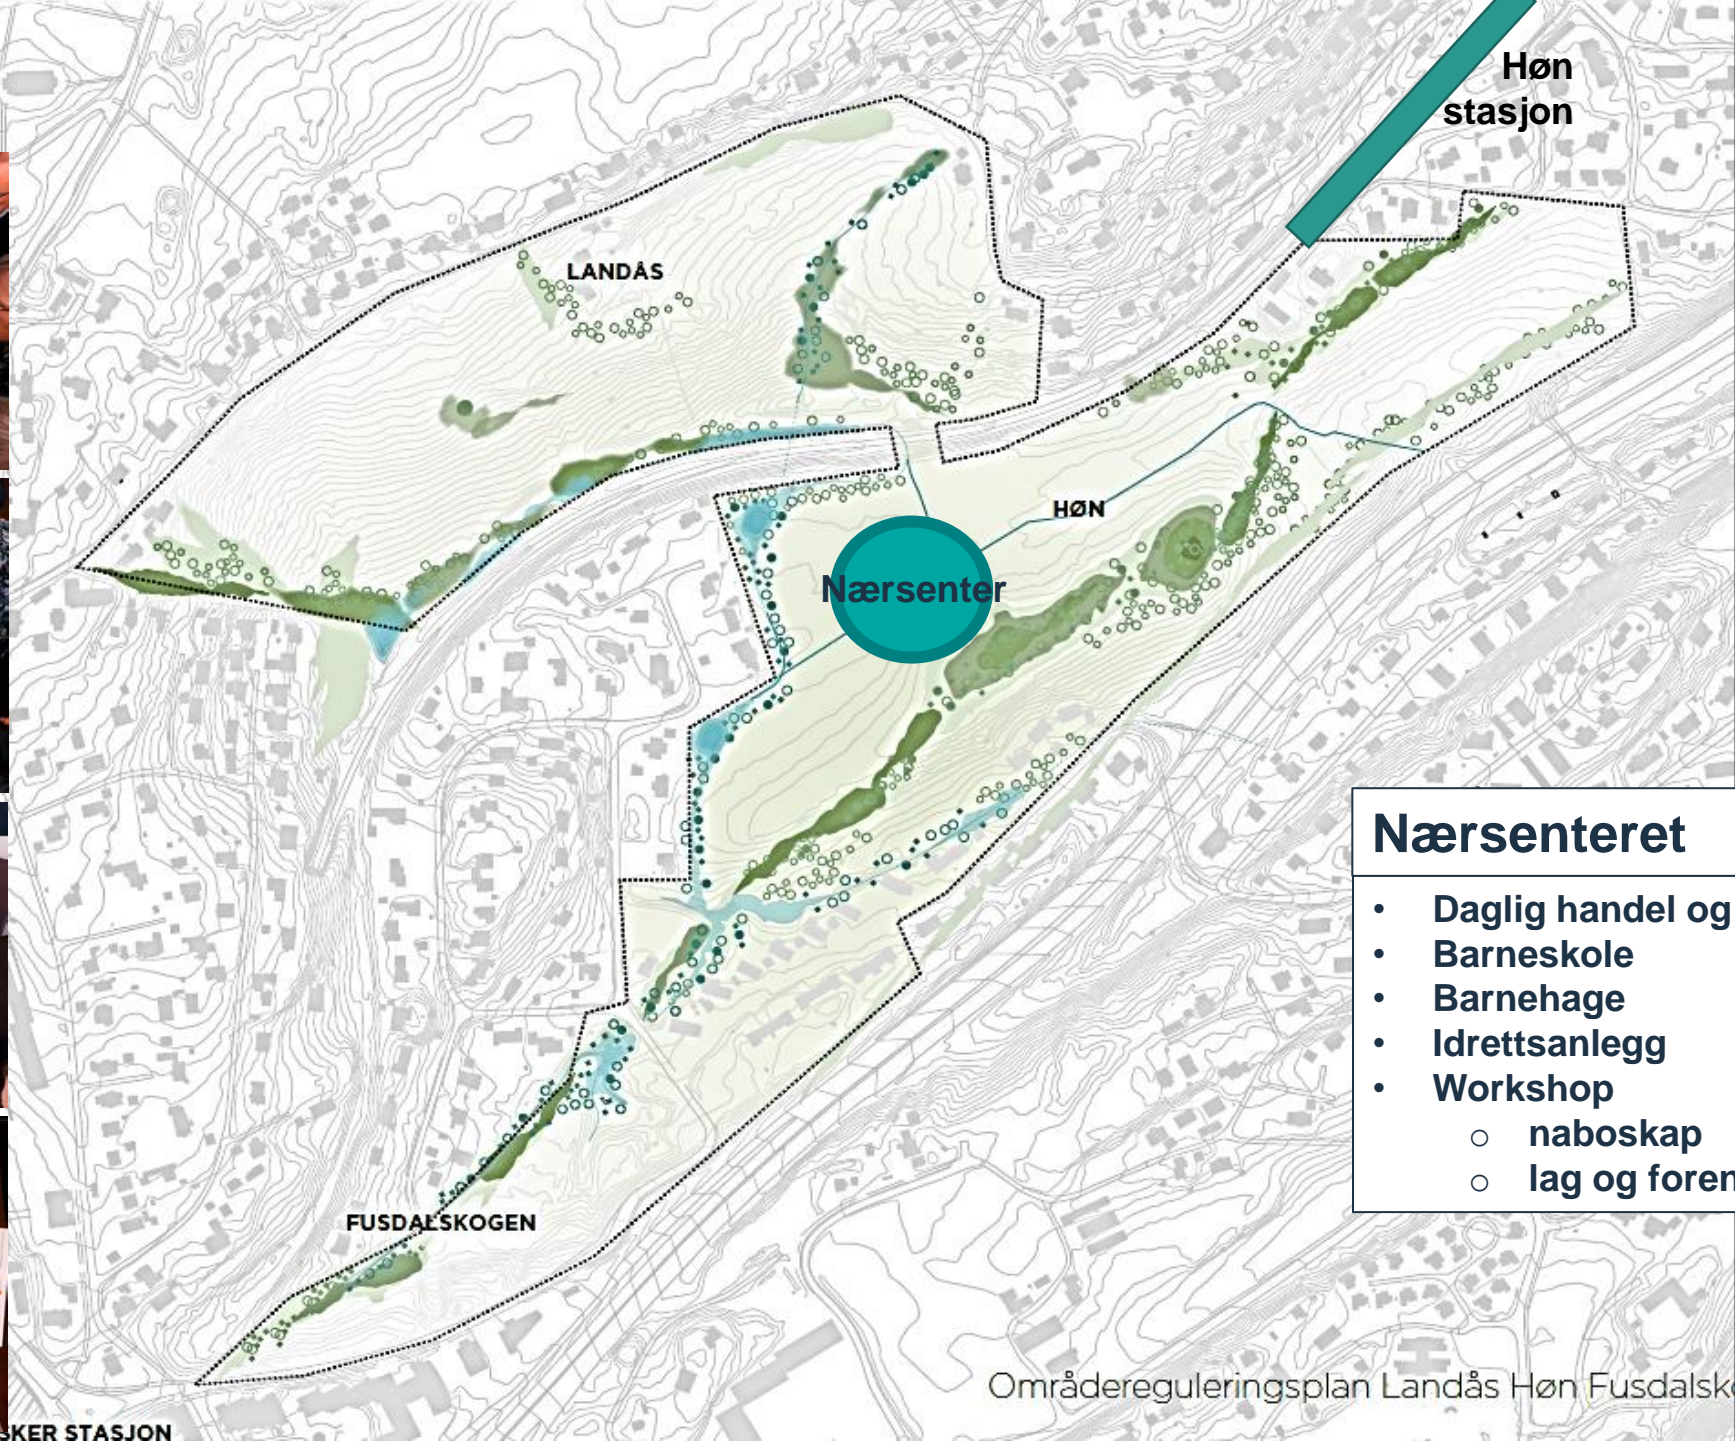 Høn
stasjon
LANDÅS
HØN
Nærsenter
Nærsenteret
• Daglig handel og
• Barneskole
• Barnehage
• Idrettsanlegg
• Workshop
○ naboskap
○ lag og foren
FUSDALSKOGEN
Områdereguleringsplan Landås Høn Fusdalsk
SKER STASJON